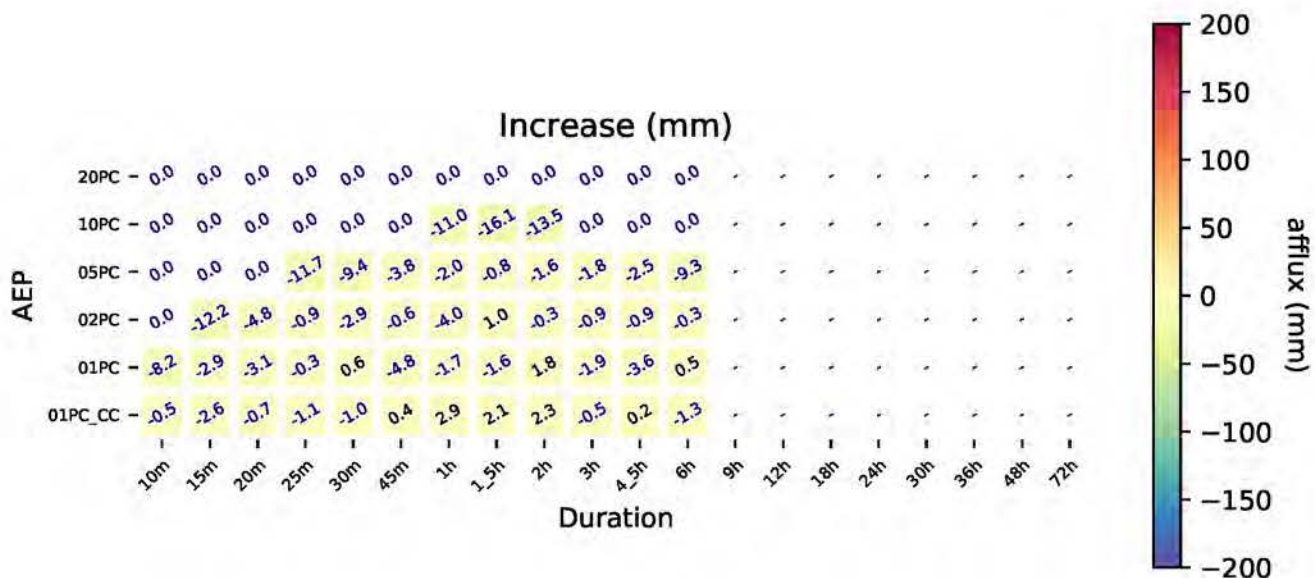 Increase (mm)
20PC 0.0 0.0 0.0 0.0 0.0 0.0 0.0 0.0 0.0 0.0 0.0 0.0 - - - - - - - -
10PC 0.0 0.0 0.0 0.0 0.0 0.0 -11.0 -16.1 -13.5 0.0 0.0 0.0 - - - - - - - -
05PC 0.0 0.0 0.0 -11.7 -9.4 -3.8 -2.0 -0.8 -1.6 -1.8 -2.5 -9.3 - - - - - - - -
02PC 0.0 -12.2 -4.8 -0.9 -2.9 -0.6 -4.0 1.0 -0.3 -0.9 -0.9 -0.3 - - - - - - - -
01PC -8.2 -2.9 -3.1 -0.3 0.6 -4.8 -1.7 -1.6 1.8 -1.9 -3.6 0.5 - - - - - - - -
01PC_CC -0.5 -2.6 -0.7 -1.1 -1.0 0.4 2.9 2.1 2.3 -0.5 0.2 -1.3 - - - - - - - -
AEP
10m 15m 20m 25m 30m 45m 1h 1_5h 2h 3h 4_5h 6h 9h 12h 18h 24h 30h 36h 48h 72h
Duration
200
150
100
50
0
−50
−100
−150
−200
afflux (mm)